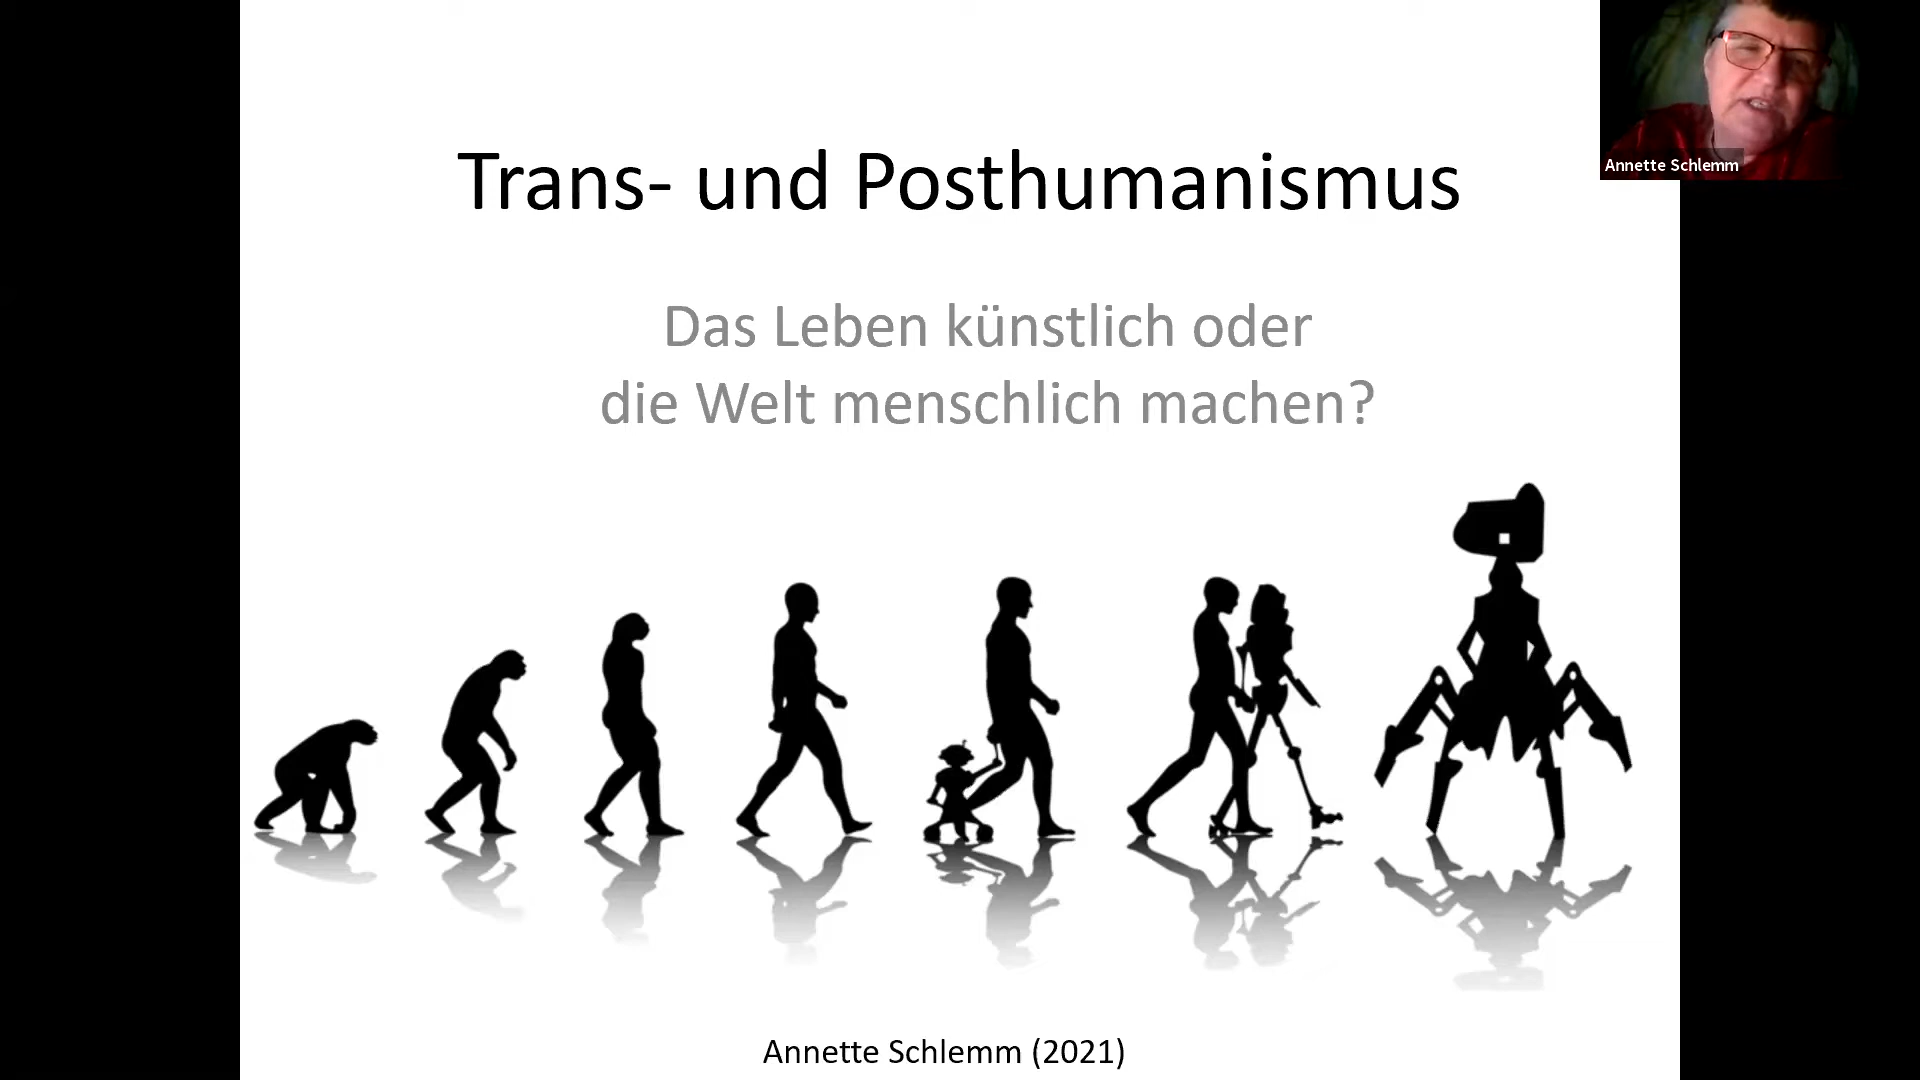 Trans- und Posthumanismus
Das Leben künstlich oder
die Welt menschlich machen?
Annette Schlemm (2021)
Annette Schlemm